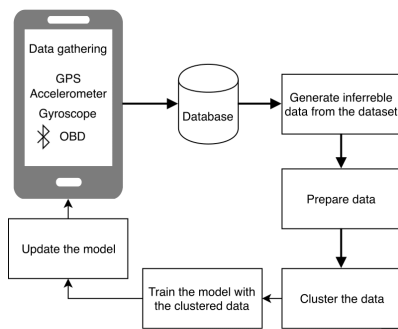 Data gathering
GPS
Accelerometer
Gyroscope
OBD
Database
Generate inferreble
data from the dataset
Prepare data
Cluster the data
Train the model with
the clustered data
Update the model